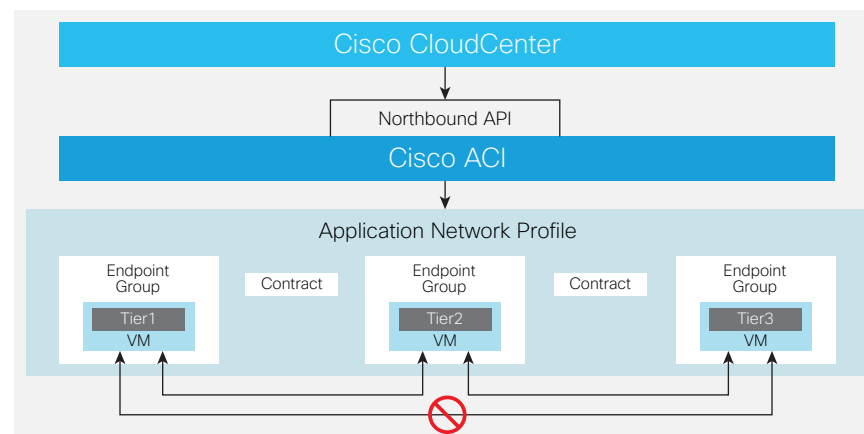 Cisco CloudCenter
Northbound API
Cisco ACI
Application Network Profile
Endpoint
Group
Tier1
VM
Contract
Endpoint
Group
Tier2
VM
Contract
Endpoint
Group
Tier3
VM